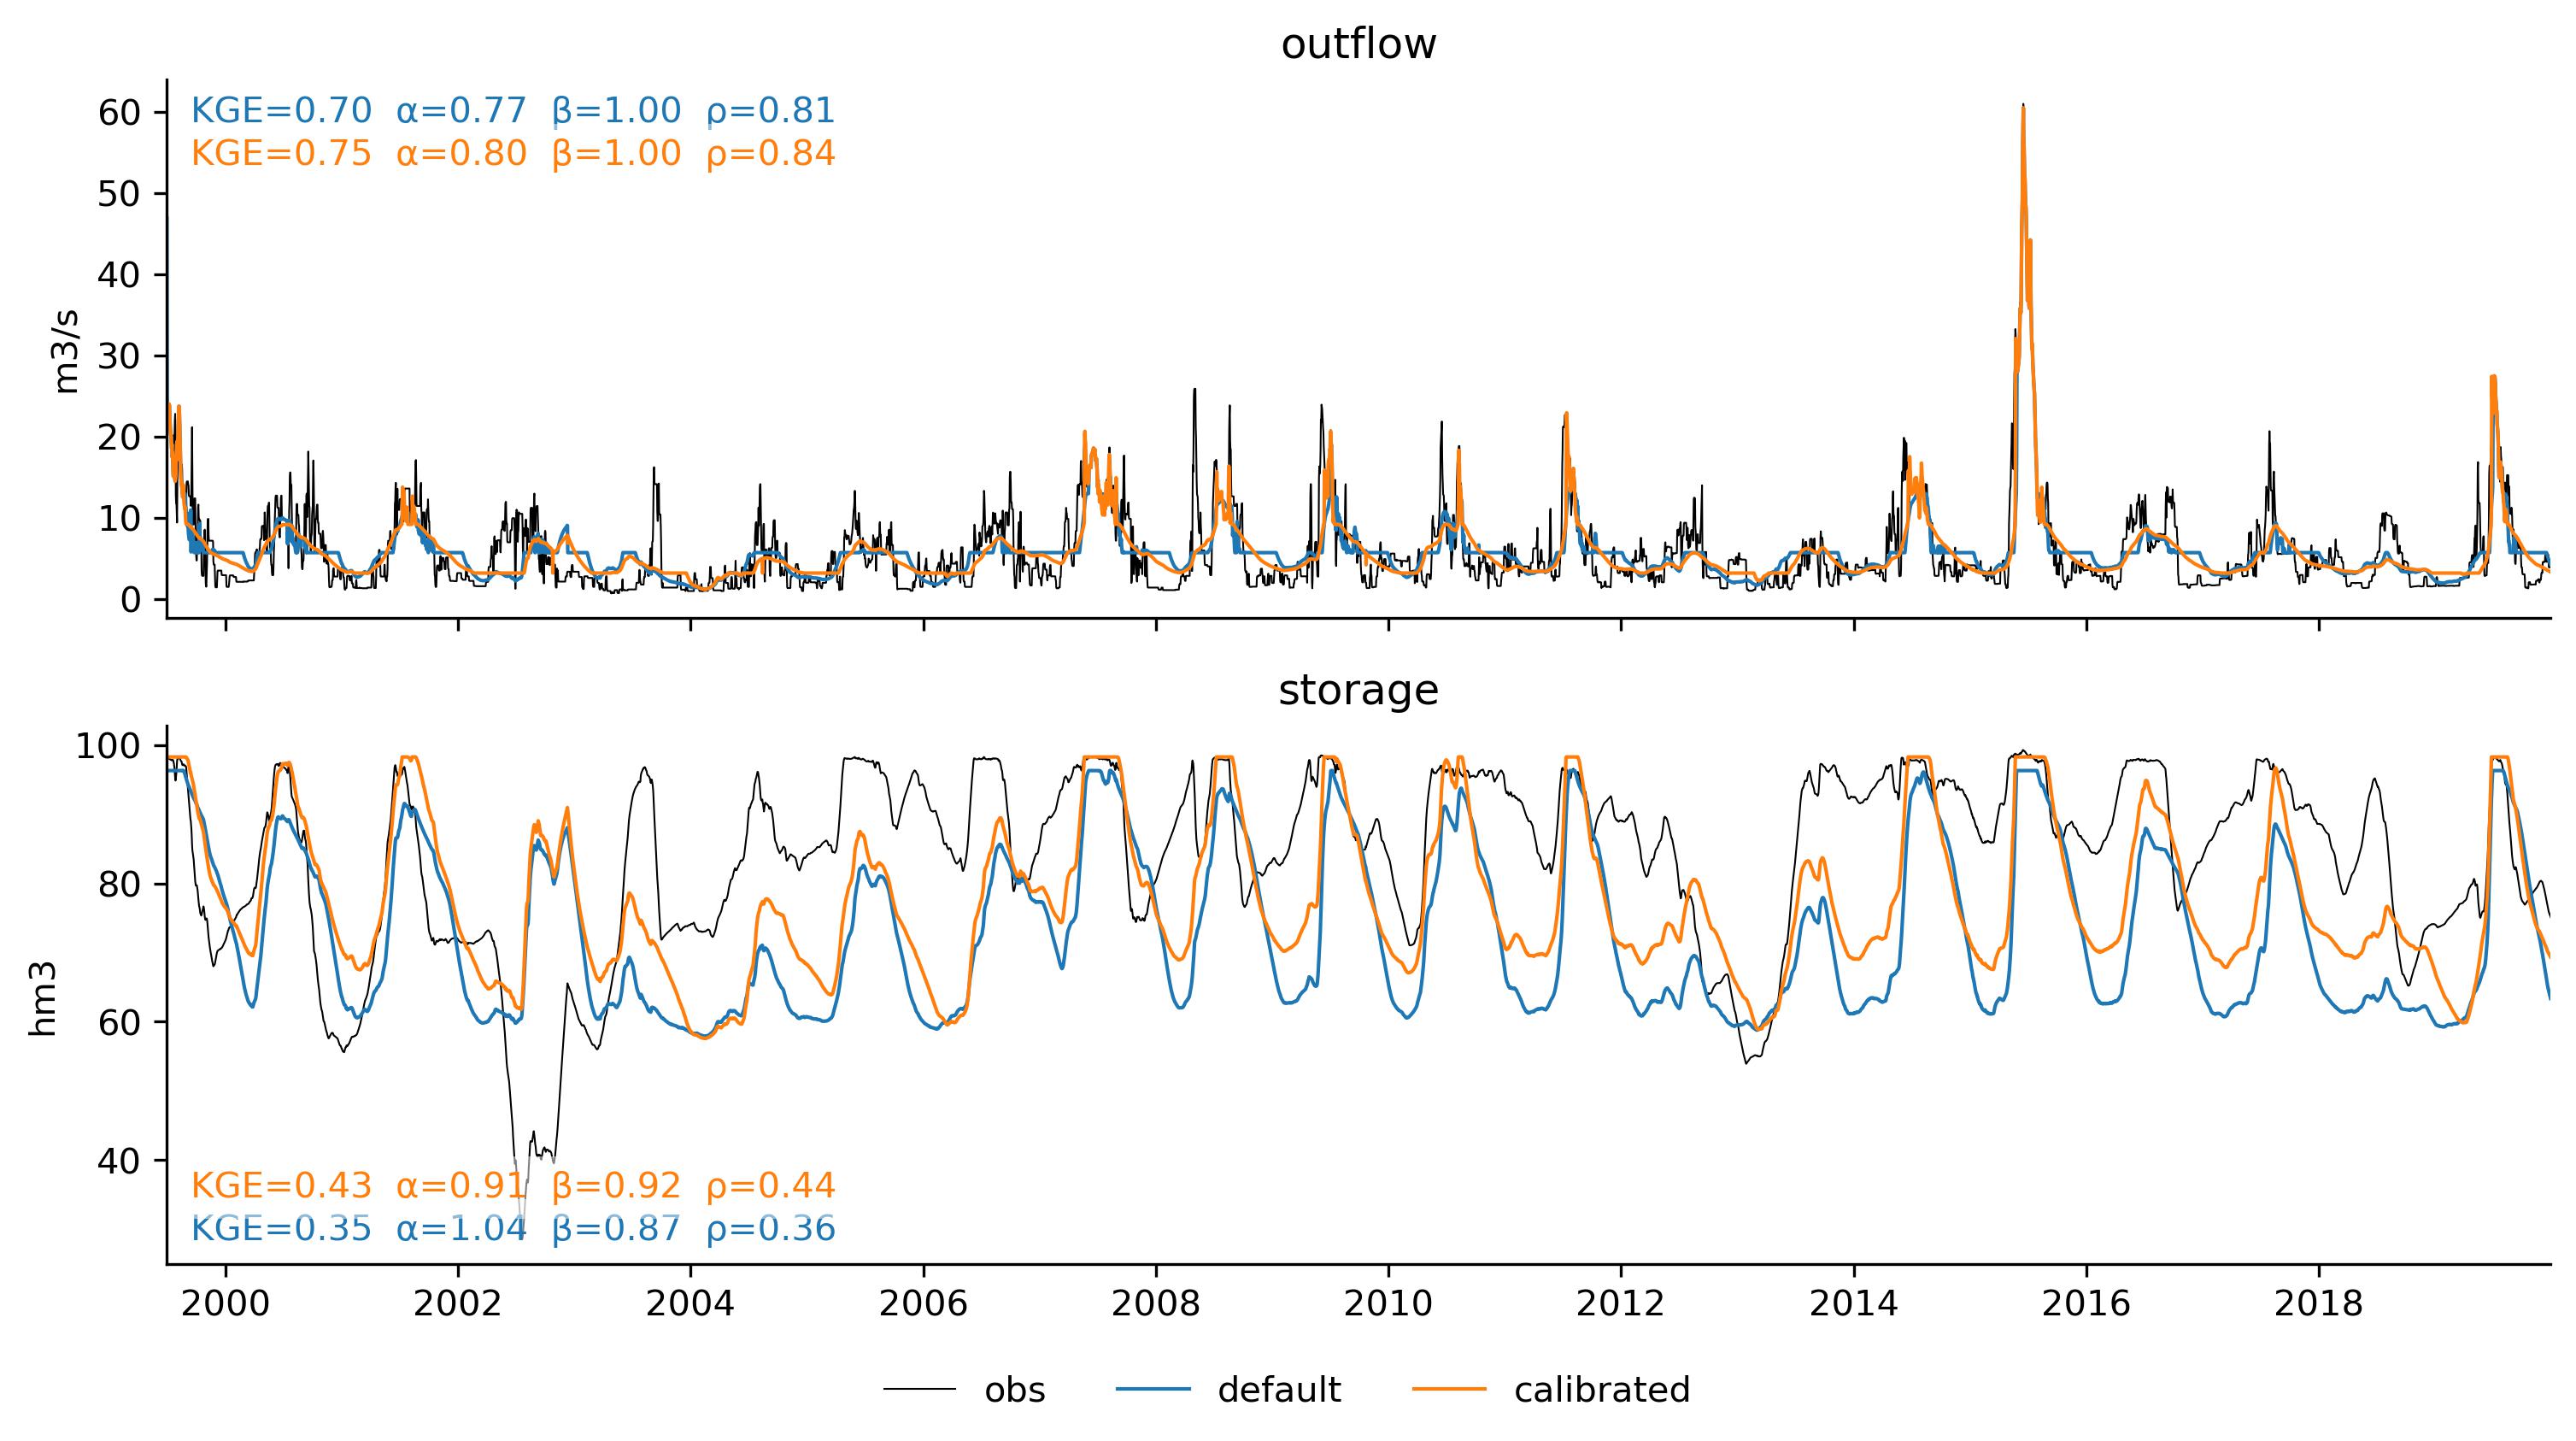 outflow
KGE=0.70 α=0.77 β=1.00 ρ=0.81
KGE=0.75 α=0.80 β=1.00 ρ=0.84
60
50
40
30
20
10
0
m3/s
storage
100
80
60
40
hm3
KGE=0.43 α=0.91 β=0.92 ρ=0.44
KGE=0.35 α=1.04 β=0.87 ρ=0.36
2000 2002 2004 2006 2008 2010 2012 2014 2016 2018
obs default calibrated